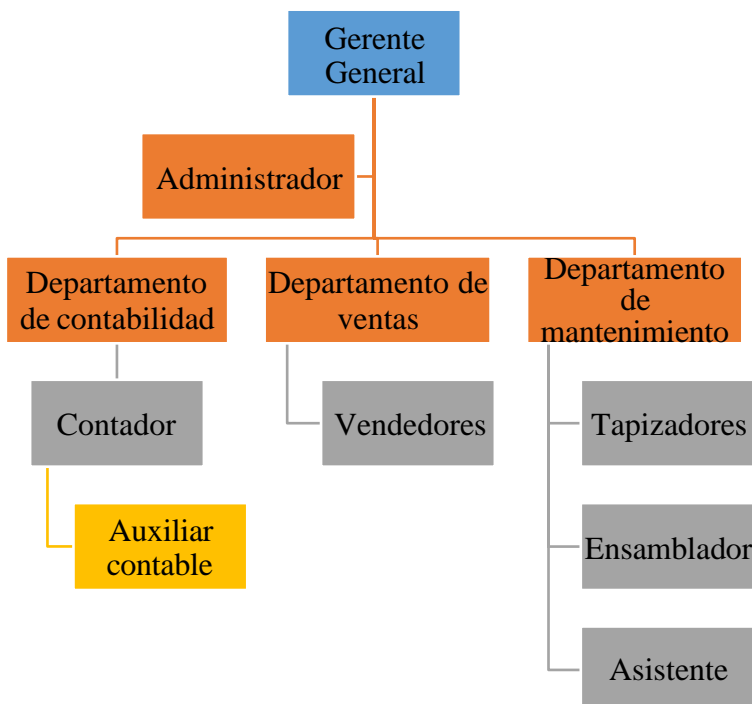 Gerente
General
Administrador
Departamento
de contabilidad
Departamento de
ventas
Departamento
de
mantenimiento
Contador
Vendedores
Tapizadores
Auxiliar
contable
Ensamblador
Asistente